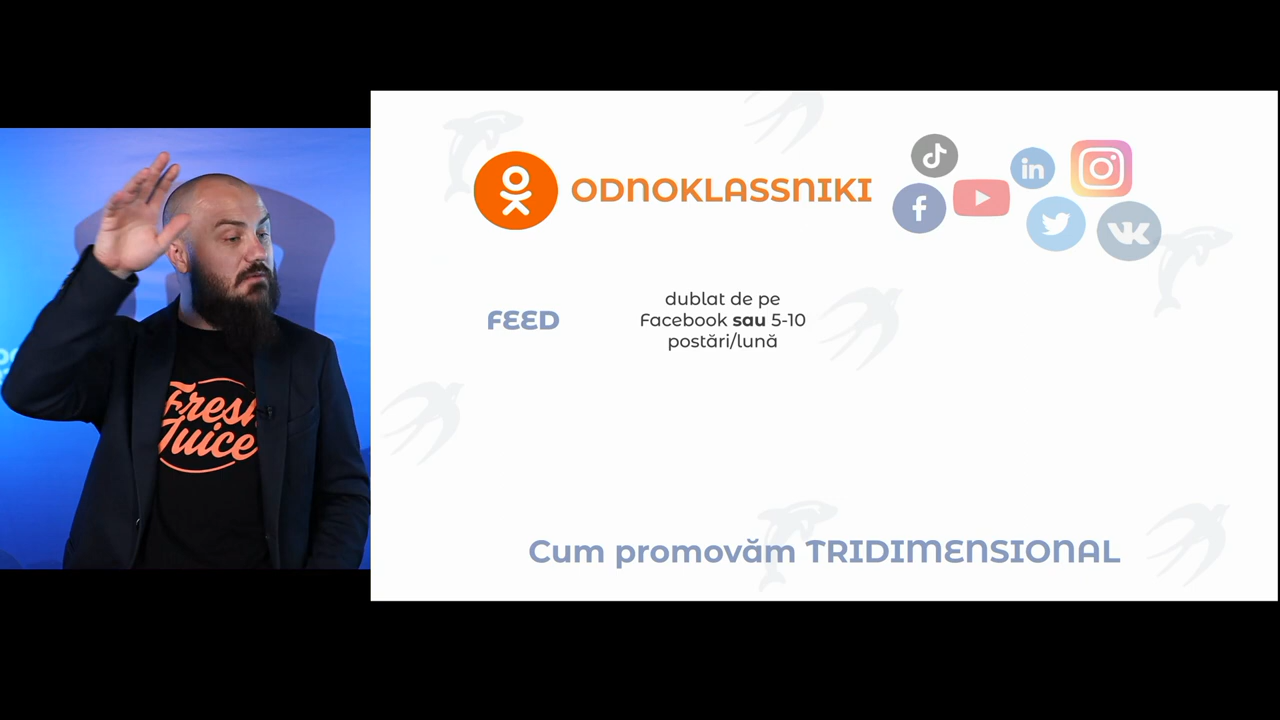 ODNOKLASSNIKI
FEED
dublat de pe
Facebook sau 5-10
postări/lună
Cum promovăm TRIDIMENSIONAL
Fresh
Juice